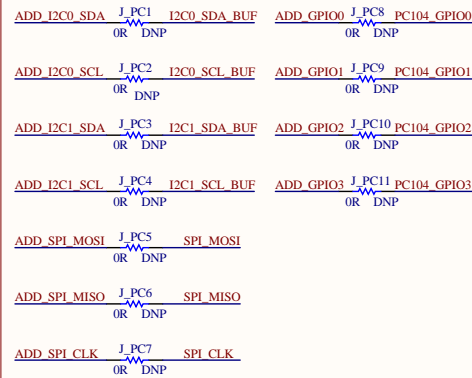 ADD_I2C0_SDA J_PC1 I2C0_SDA_BUF
0R DNP
ADD_I2C0_SCL J_PC2 I2C0_SCL_BUF
0R DNP
ADD_I2C1_SDA J_PC3 I2C1_SDA_BUF
0R DNP
ADD_I2C1_SCL J_PC4 I2C1_SCL_BUF
0R DNP
ADD_SPI_MOSI J_PC5 SPI_MOSI
0R DNP
ADD_SPI_MISO J_PC6 SPI_MISO
0R DNP
ADD_SPI_CLK J_PC7 SPI_CLK
0R DNP
ADD_GPIO0 J_PC8 PC104_GPIO0
0R DNP
ADD_GPIO1 J_PC9 PC104_GPIO1
0R DNP
ADD_GPIO2 J_PC10 PC104_GPIO2
0R DNP
ADD_GPIO3 J_PC11 PC104_GPIO3
0R DNP